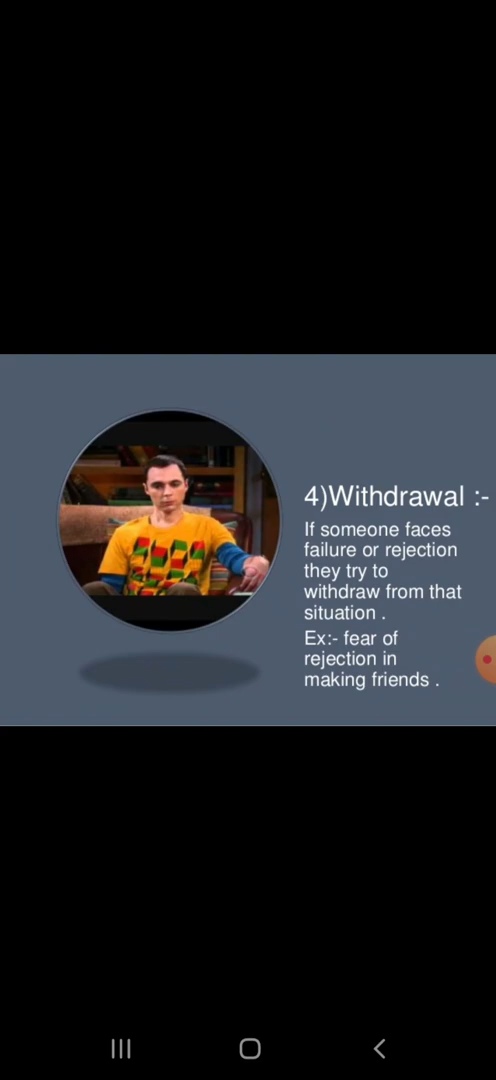 4)Withdrawal :-
If someone faces
failure or rejection
they try to
withdraw from that
situation .
Ex:- fear of
rejection in
making friends .